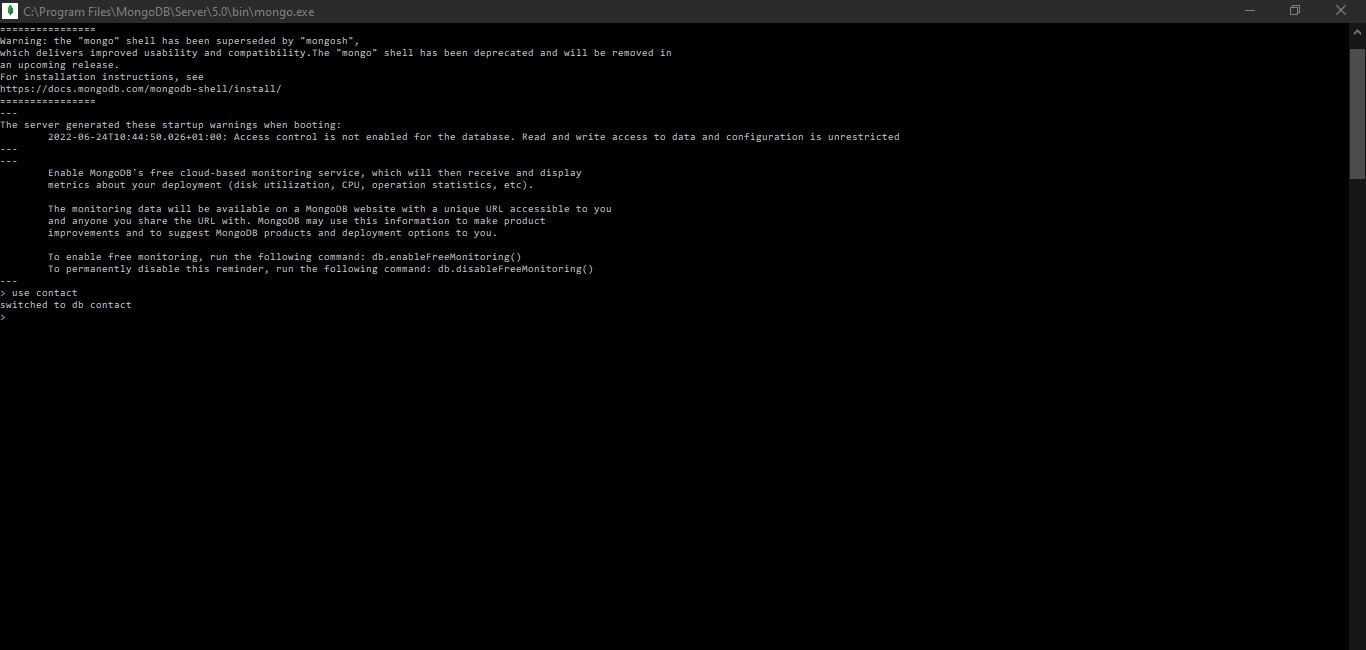 C:\Program Files\MongoDB\Server\5.0\bin\mongo.exe
================
Warning: the "mongo" shell has been superseded by "mongosh",
which delivers improved usability and compatibility.The "mongo" shell has been deprecated and will be removed in
an upcoming release.
For installation instructions, see
https://docs.mongodb.com/mongodb-shell/install/
================
---
The server generated these startup warnings when booting:
        2022-06-24T10:44:50.026+01:00: Access control is not enabled for the database. Read and write access to data and configuration is unrestricted
---
---
        Enable MongoDB's free cloud-based monitoring service, which will then receive and display
        metrics about your deployment (disk utilization, CPU, operation statistics, etc).

        The monitoring data will be available on a MongoDB website with a unique URL accessible to you
        and anyone you share the URL with. MongoDB may use this information to make product
        improvements and to suggest MongoDB products and deployment options to you.

        To enable free monitoring, run the following command: db.enableFreeMonitoring()
        To permanently disable this reminder, run the following command: db.disableFreeMonitoring()
---
> use contact
switched to db contact
>